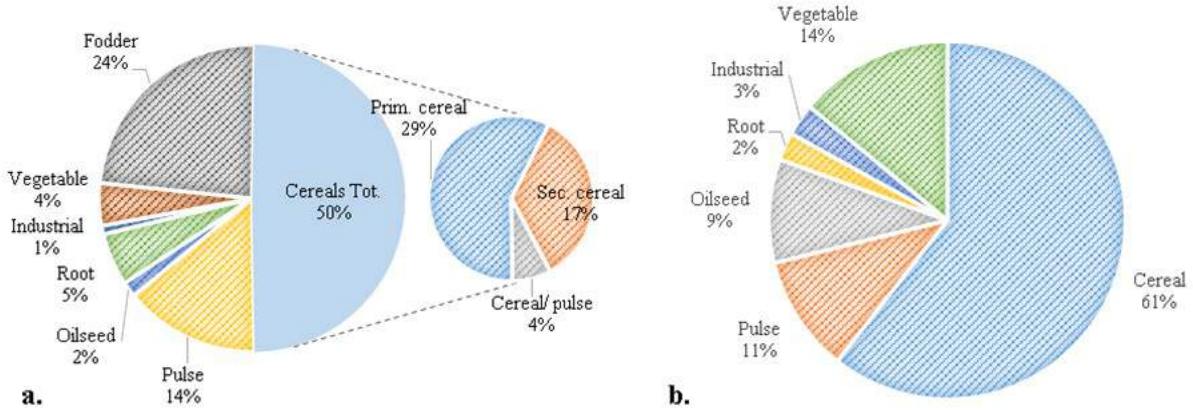 Fodder
24%
Vegetable
4%
Industrial
1%
Root
5%
Oilseed
2%
Pulse
14%
Cereals Tot.
50%
Prim. cereal
29%
Sec. cereal
17%
Cereal/ pulse
4%
a.
Vegetable
14%
Industrial
3%
Root
2%
Oilseed
9%
Pulse
11%
Cereal
61%
b.